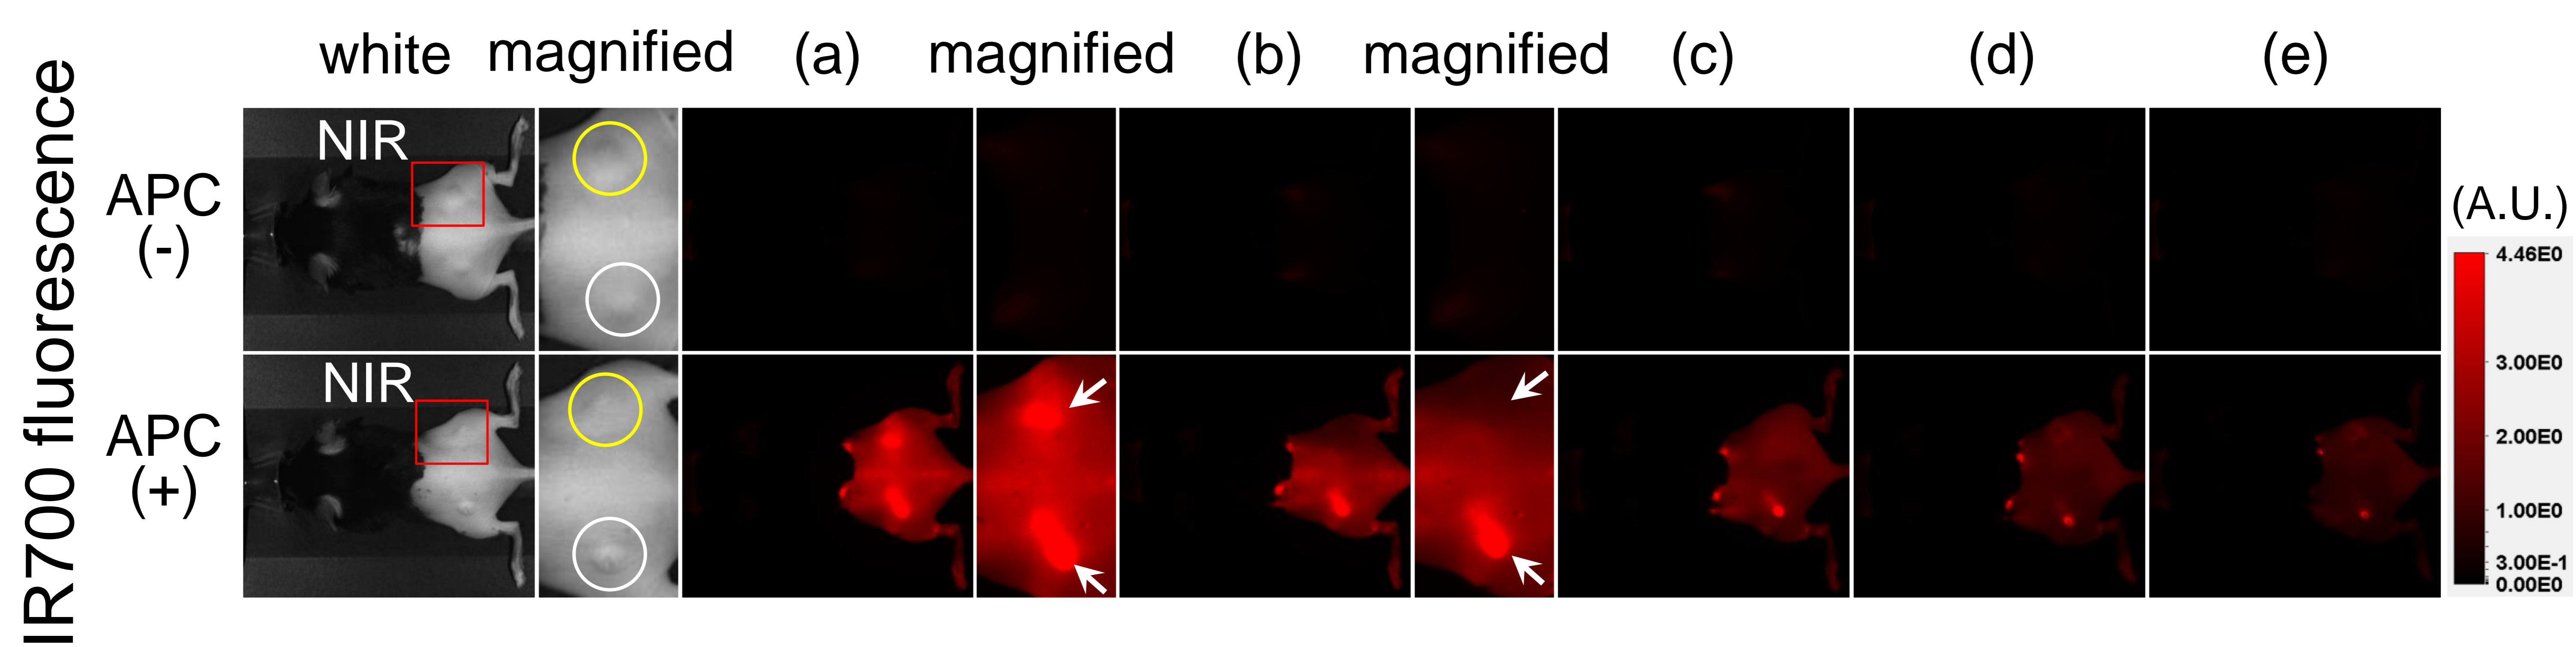 white magnified (a) magnified (b) magnified (c) (d) (e)
IR700 fluorescence
APC
(-)
NIR
APC
(+)
NIR
(A.U.)
4.46E0
3.00E0
2.00E0
1.00E0
3.00E-1
0.00E0